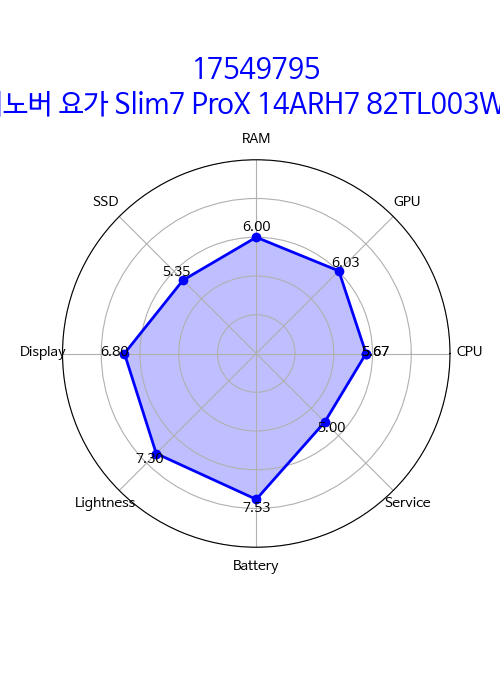 17549795
노버 요가 Slim7 ProX 14ARH7 82TL003W
RAM
SSD
GPU
6.00
6.03
5.35
Display
6.80
5.67
CPU
5.00
7.30
Lightness
7.53
Service
Battery